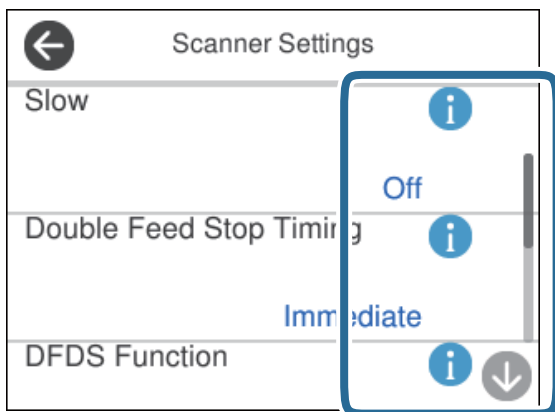 Scanner Settings
Slow
i
Off
Double Feed Stop Timing
i
Immediate
DFDS Function
i